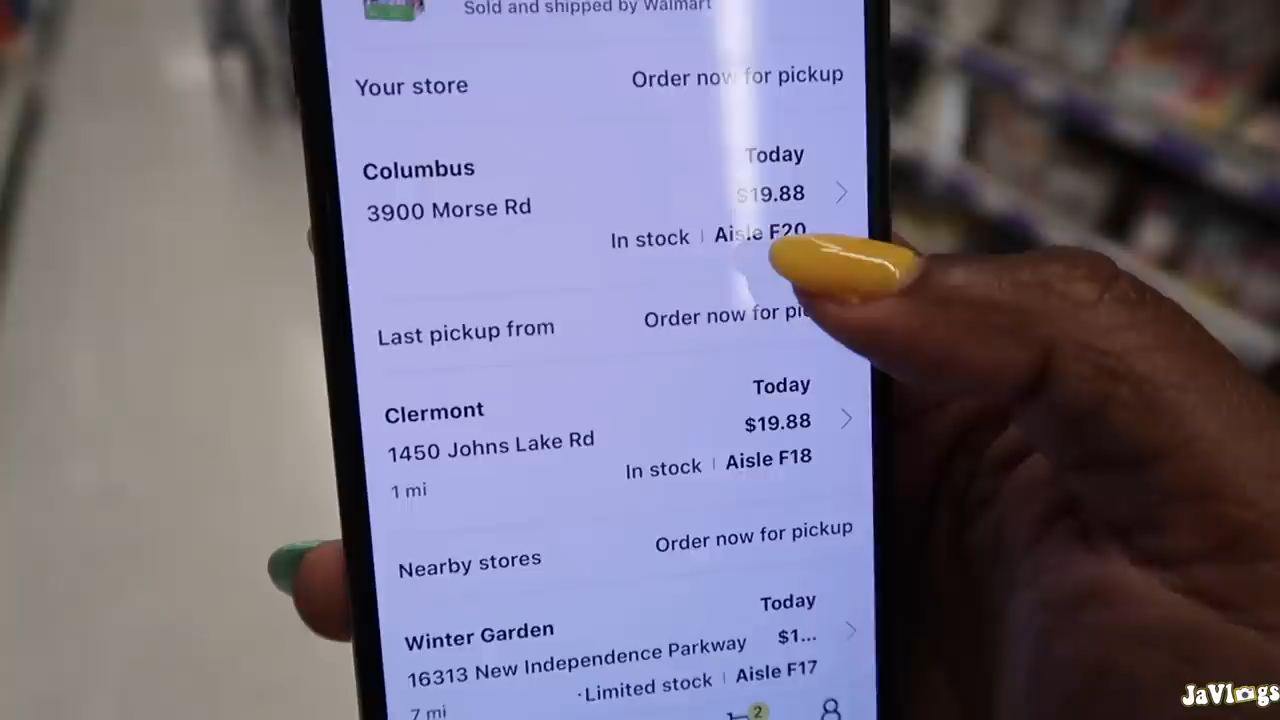 Sold and shipped by Walmart
Your store
Order now for pickup
Columbus
Today
3900 Morse Rd
$19.88
In stock | Aisle F20
Last pickup from
Order now for
Clermont
Today
1450 Johns Lake Rd
$19.88
In stock | Aisle F18
1 mi
Nearby stores
Order now for pickup
Winter Garden
Today
16313 New Independence Parkway
$1...
Limited stock | Aisle F17
7 mi
2
JaVlogs